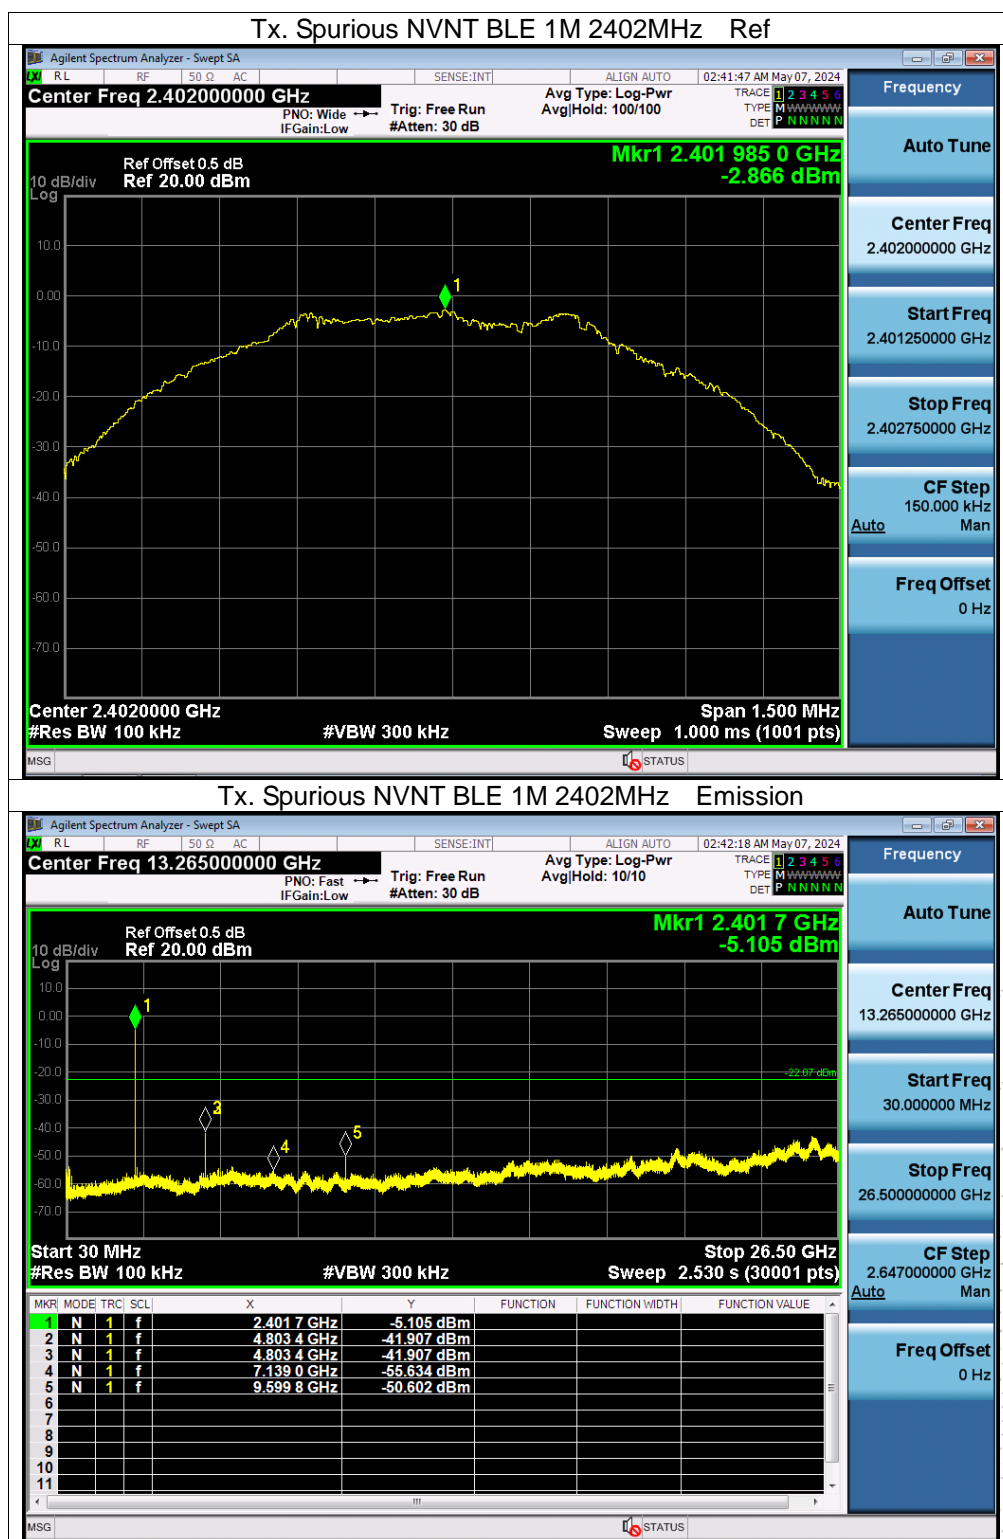 Tx. Spurious NVNT BLE 1M 2402MHz Ref
Agilent Spectrum Analyzer - Swept SA
LXI RL RF 50 Ω AC SENSE:INT ALIGN AUTO 02:41:47 AM May 07, 2024
Center Freq 2.402000000 GHz
PNO: Wide
IFGain:Low
Trig: Free Run
#Atten: 30 dB
Avg Type: Log-Pwr
Avg|Hold: 100/100
TRACE 1 2 3 4 5 6
TYPE M WWWWW
DET P N N N N N
Frequency
Auto Tune
Center Freq
2.402000000 GHz
Start Freq
2.401250000 GHz
Stop Freq
2.402750000 GHz
CF Step
150.000 kHz
Auto Man
Freq Offset
0 Hz
Mkr1 2.401 985 0 GHz
-2.866 dBm
Ref Offset 0.5 dB
10 dB/div Ref 20.00 dBm
Log
10.0
0.00
-10.0
-20.0
-30.0
-40.0
-50.0
-60.0
-70.0
1
Center 2.4020000 GHz Span 1.500 MHz
#Res BW 100 kHz #VBW 300 kHz Sweep 1.000 ms (1001 pts)
MSG STATUS
Tx. Spurious NVNT BLE 1M 2402MHz Emission
Agilent Spectrum Analyzer - Swept SA
LXI RL RF 50 Ω AC SENSE:INT ALIGN AUTO 02:42:18 AM May 07, 2024
Center Freq 13.265000000 GHz
PNO: Fast
IFGain:Low
Trig: Free Run
#Atten: 30 dB
Avg Type: Log-Pwr
Avg|Hold: 10/10
TRACE 1 2 3 4 5 6
TYPE M WWWWW
DET P N N N N N
Frequency
Auto Tune
Center Freq
13.265000000 GHz
Start Freq
30.000000 MHz
Stop Freq
26.500000000 GHz
CF Step
2.647000000 GHz
Auto Man
Freq Offset
0 Hz
Mkr1 2.401 7 GHz
-5.105 dBm
Ref Offset 0.5 dB
10 dB/div Ref 20.00 dBm
Log
10.0
0.00
-10.0
-20.0
-30.0
-40.0
-50.0
-60.0
-70.0
1
-22.07 dBm
3
4
5
Start 30 MHz Stop 26.50 GHz
#Res BW 100 kHz #VBW 300 kHz Sweep 2.530 s (30001 pts)
MKR MODE TRC SCL X Y FUNCTION FUNCTION WIDTH FUNCTION VALUE
1 N 1 f 2.401 7 GHz -5.105 dBm
2 N 1 f 4.803 4 GHz -41.907 dBm
3 N 1 f 4.803 4 GHz -41.907 dBm
4 N 1 f 7.139 0 GHz -55.634 dBm
5 N 1 f 9.599 8 GHz -50.602 dBm
6
7
8
9
10
11
MSG STATUS